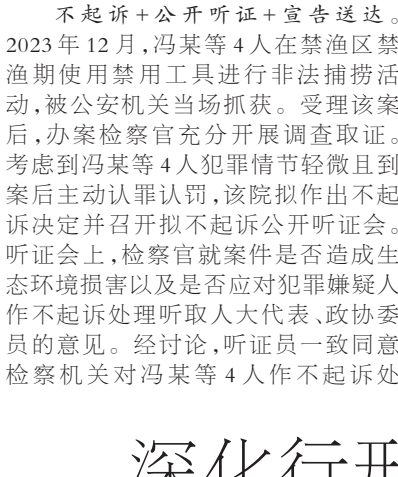 不起诉+公开听证+宣告送达。
2023年12月,冯某等4人在禁渔区禁
渔期使用禁用工具进行非法捕捞活
动,被公安机关当场抓获。受理该案
后,办案检察官充分开展调查取证。
考虑到冯某等4人犯罪情节轻微且到
案后主动认罪认罚,该院拟作出不起
诉决定并召开拟不起诉公开听证会。
听证会上,检察官就案件是否造成生
态环境损害以及是否应对犯罪嫌疑人
作不起诉处理听取人大代表、政协委
员的意见。经讨论,听证员一致同意
检察机关对冯某等4人作不起诉处
深化行开